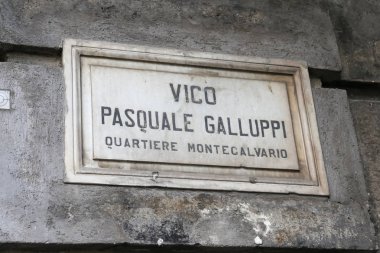 VICO
PASQUALE GALLUPPI
QUARTIERE MONTECALVARIO